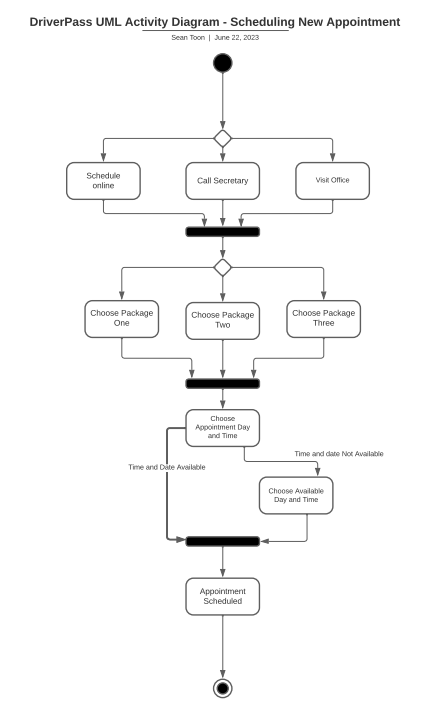 DriverPass UML Activity Diagram - Scheduling New Appointment
Sean Toon | June 22, 2023
Schedule
online
Call Secretary
Visit Office
Choose Package
One
Choose Package
Two
Choose Package
Three
Choose
Appointment Day
and Time
Time and date Not Available
Time and Date Available
Choose Available
Day and Time
Appointment
Scheduled